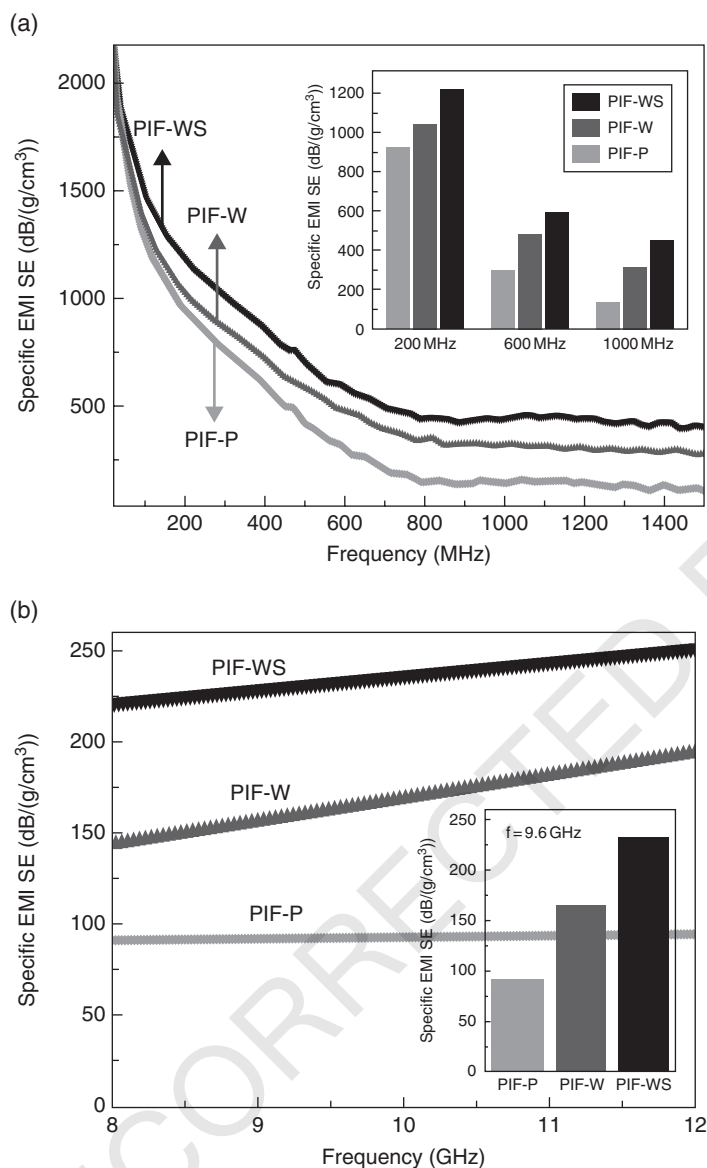 (a)
Specific EMI SE (dB/(g/cm³))
2000
1500
1000
500
PIF-WS
PIF-W
PIF-P
Specific EMI SE (dB/(g/cm³))
1200
1000
800
600
400
200
0
PIF-WS
PIF-W
PIF-P
200 MHz 600 MHz 1000 MHz
200 400 600 800 1000 1200 1400
Frequency (MHz)
(b)
Specific EMI SE (dB/(g/cm³))
250
200
150
100
50
0
PIF-WS
PIF-W
PIF-P
Specific EMI SE (dB/(g/cm³))
250
200
150
100
50
0
f=9.6 GHz
PIF-P PIF-W PIF-WS
8 9 10 11 12
Frequency (GHz)
CORRECTED